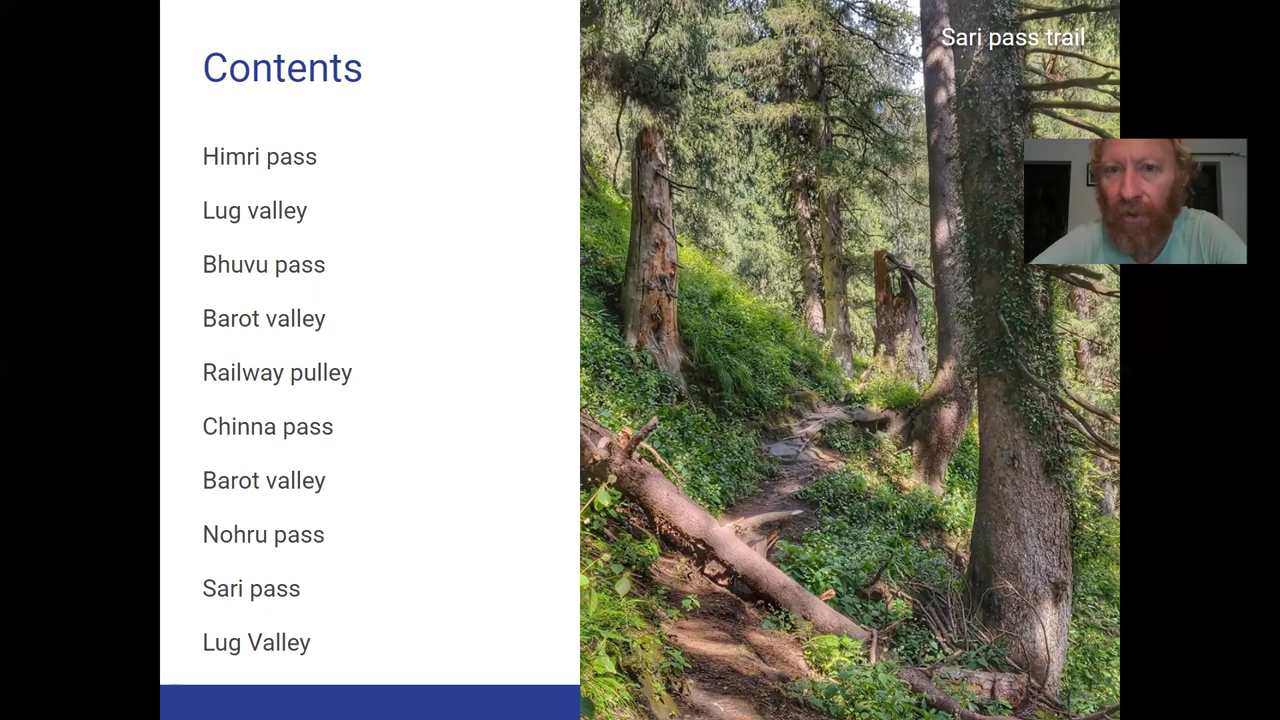 Contents
Himri pass
Lug valley
Bhuvu pass
Barot valley
Railway pulley
Chinna pass
Barot valley
Nohru pass
Sari pass
Lug Valley
Sari pass trail